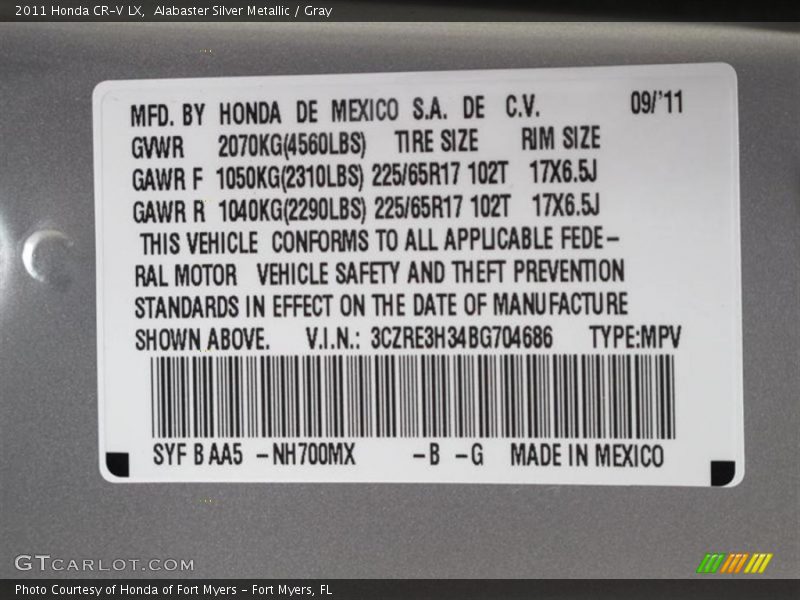 2011 Honda CR-V LX,  Alabaster Silver Metallic / Gray
MFD. BY HONDA DE MEXICO S.A. DE C.V. 09/'11
GVWR 2070KG(4560LBS) TIRE SIZE RIM SIZE
GAWR F 1050KG(2310LBS) 225/65R17 102T 17X6.5J
GAWR R 1040KG(2290LBS) 225/65R17 102T 17X6.5J
THIS VEHICLE CONFORMS TO ALL APPLICABLE FEDE-
RAL MOTOR VEHICLE SAFETY AND THEFT PREVENTION
STANDARDS IN EFFECT ON THE DATE OF MANUFACTURE
SHOWN ABOVE. V.I.N.: 3CZRE3H34BG704686 TYPE:MPV
SYF B AA5 -NH700MX -B -G MADE IN MEXICO
GTCARLOT.COM
Photo Courtesy of Honda of Fort Myers - Fort Myers, FL